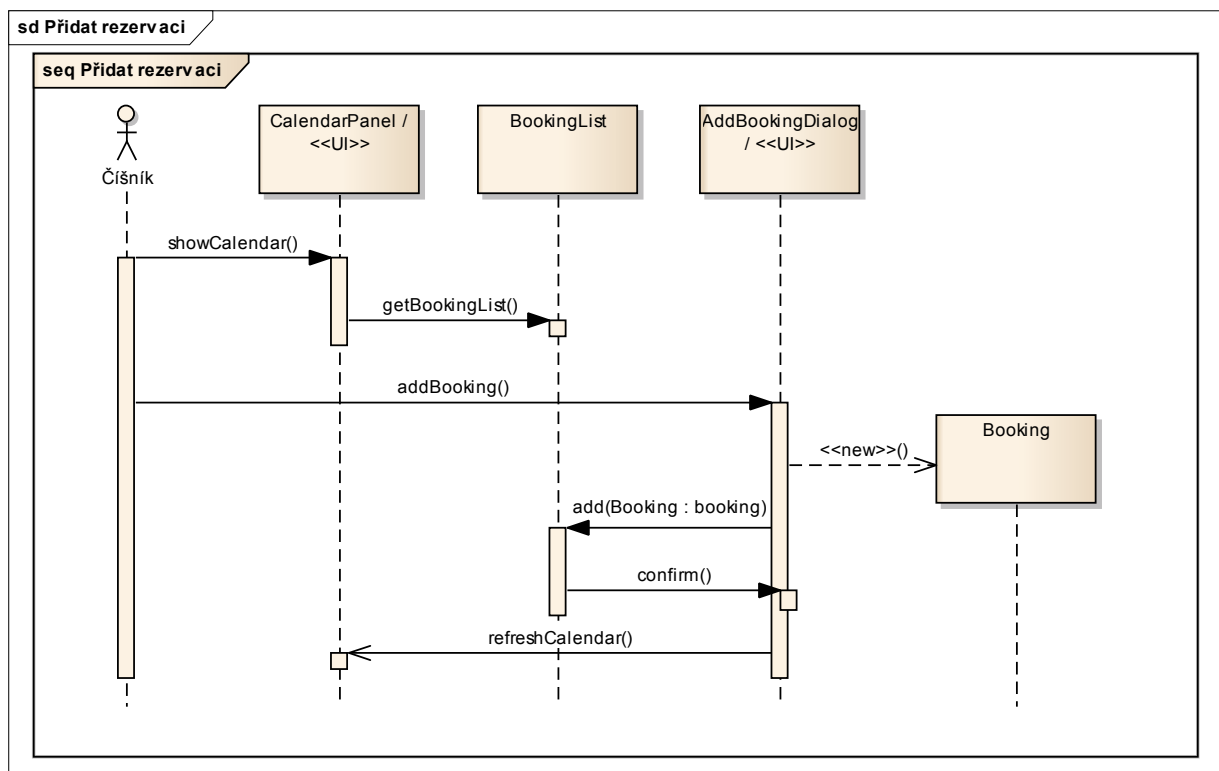 sd Přidat rezervaci
seq Přidat rezervaci
CalendarPanel /
<<UI>>
BookingList
AddBookingDialog
/ <<UI>>
Číšník
showCalendar()
getBookingList()
addBooking()
Booking
<<new>>()
add(Booking : booking)
confirm()
refreshCalendar()